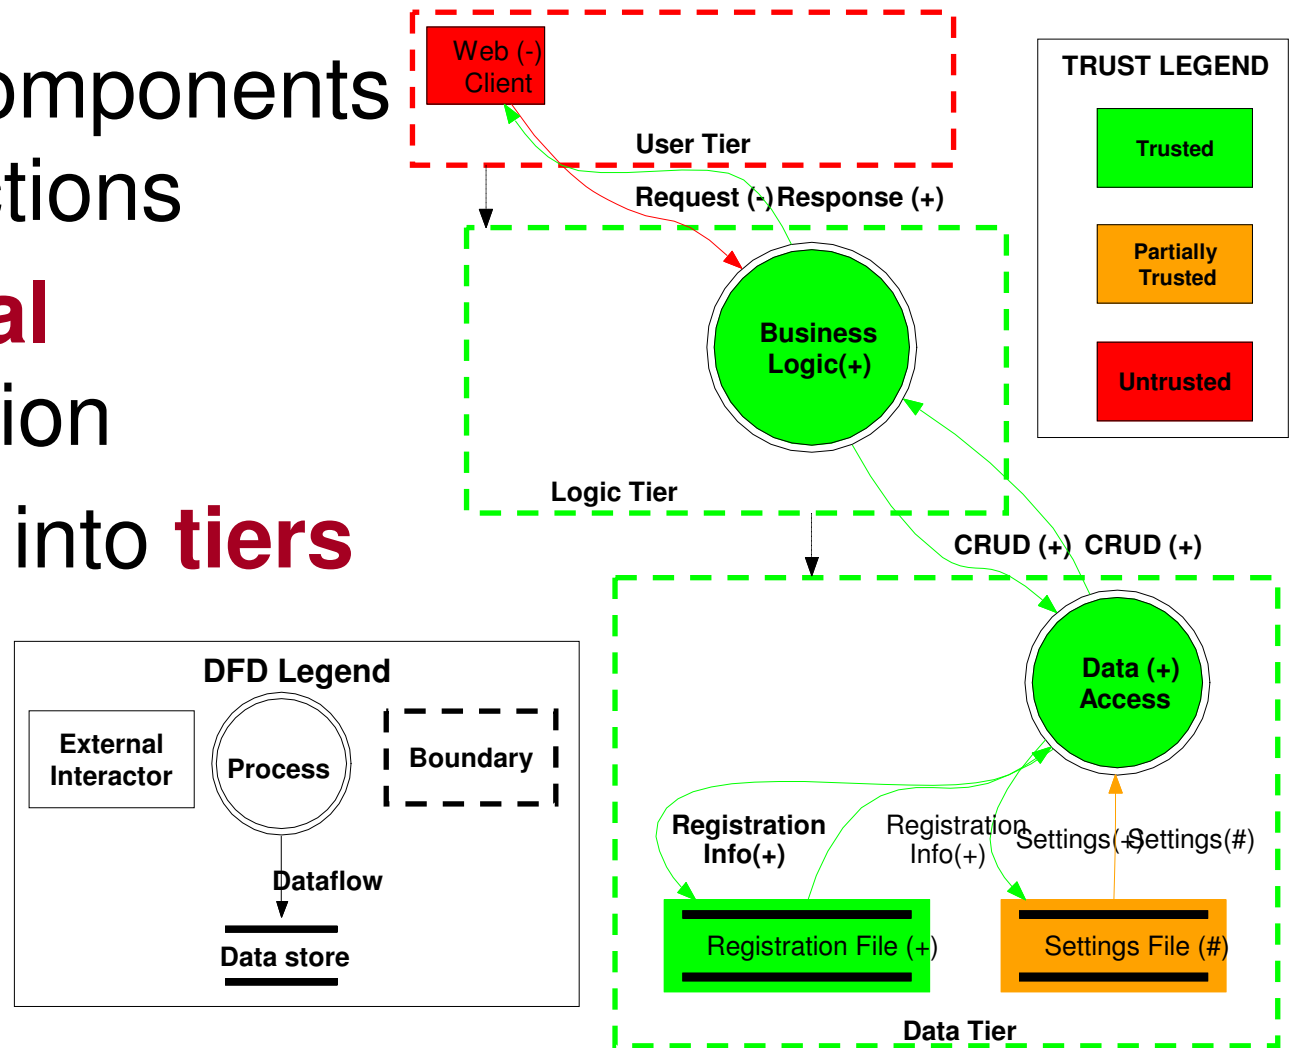 omponents
ctions
al
ion
into tiers
Web (-)
Client
User Tier
Request (-)
Response (+)
Business
Logic(+)
Logic Tier
CRUD (+)
CRUD (+)
Data (+)
Access
Registration
Info(+)
Registration
Info(+)
Settings(+)
Settings(#)
Registration File (+)
Settings File (#)
Data Tier
TRUST LEGEND
Trusted
Partially
Trusted
Untrusted
DFD Legend
External
Interactor
Process
Boundary
Dataflow
Data store